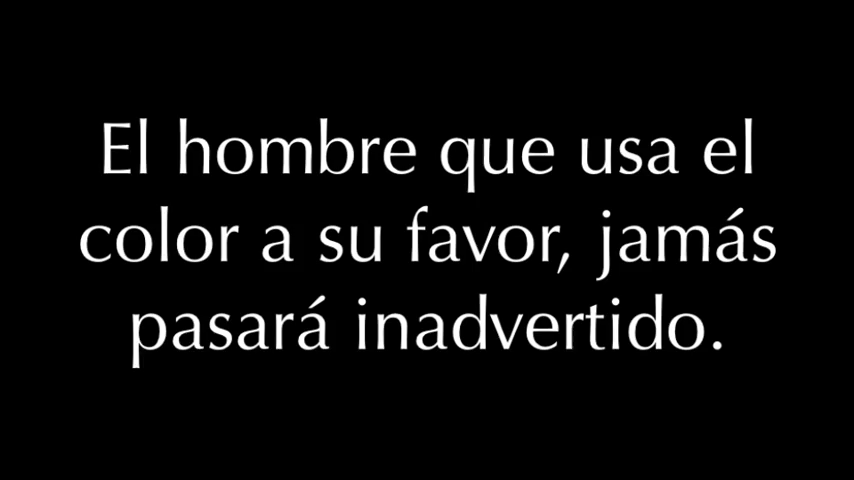 El hombre que usa el
color a su favor, jamás
pasará inadvertido.